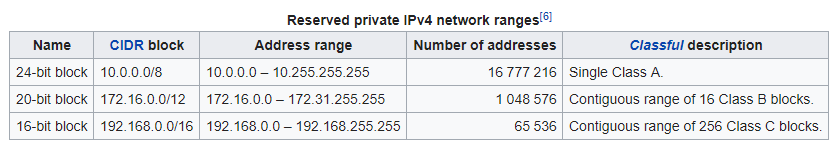 Reserved private IPv4 network ranges[6]
Name CIDR block Address range Number of addresses Classful description
24-bit block 10.0.0.0/8 10.0.0.0 – 10.255.255.255 16 777 216 Single Class A.
20-bit block 172.16.0.0/12 172.16.0.0 – 172.31.255.255 1 048 576 Contiguous range of 16 Class B blocks.
16-bit block 192.168.0.0/16 192.168.0.0 – 192.168.255.255 65 536 Contiguous range of 256 Class C blocks.